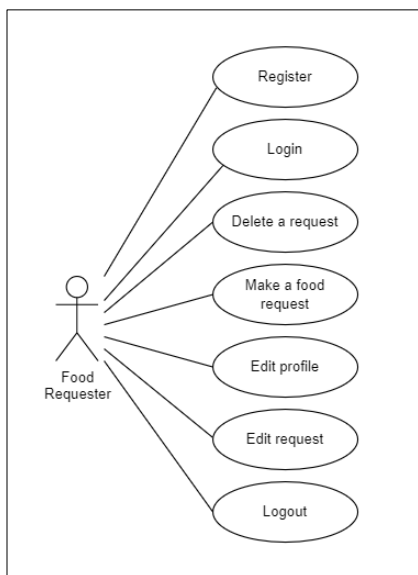 Register
Login
Delete a request
Make a food
request
Edit profile
Edit request
Logout
Food
Requester